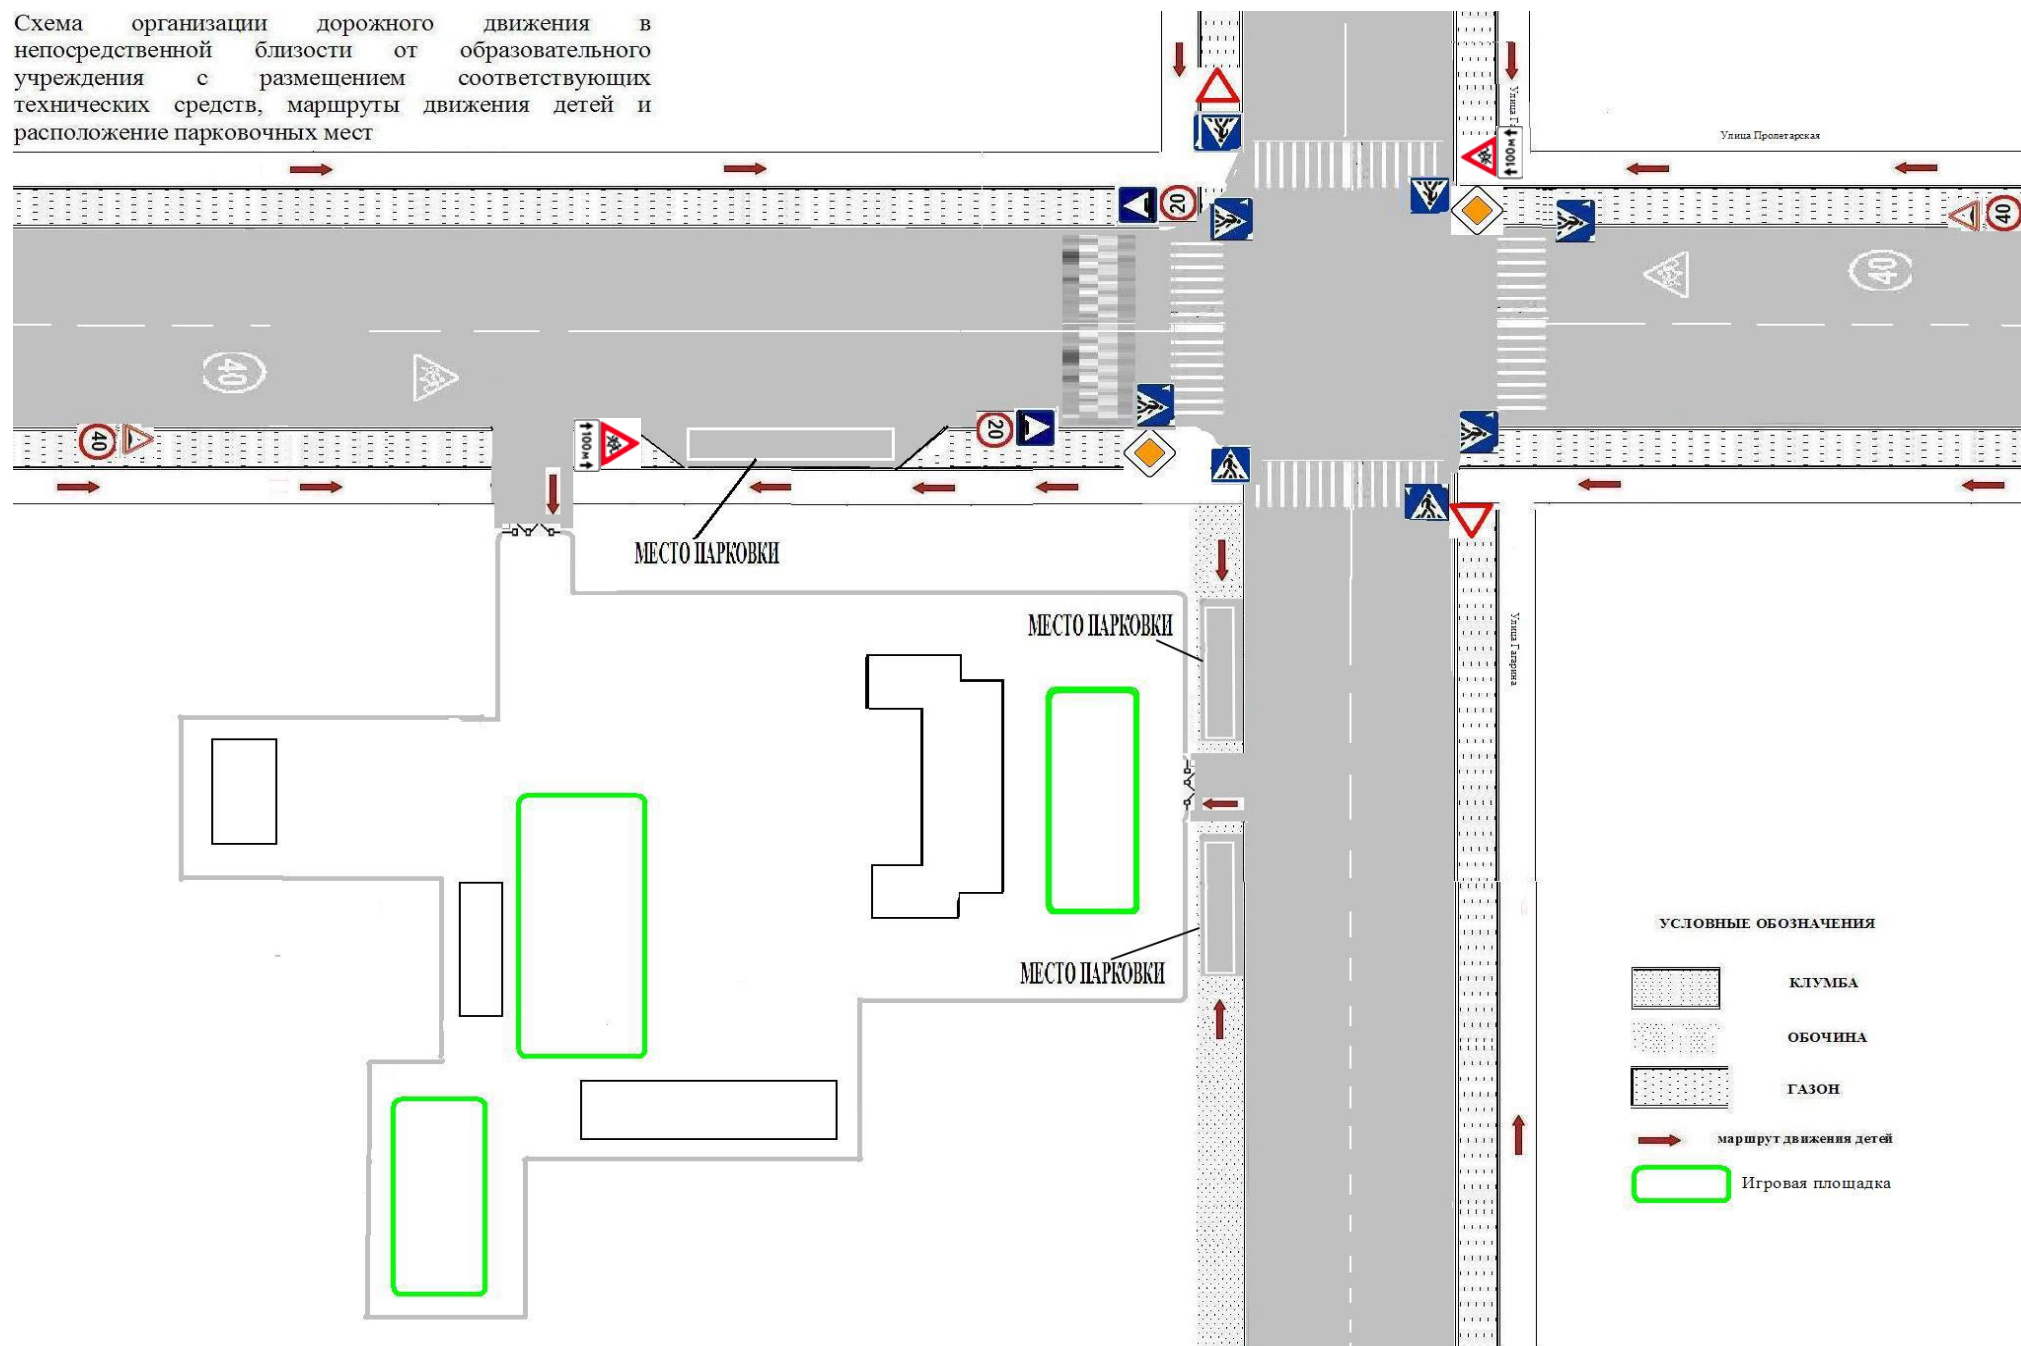 Схема организации дорожного движения в
непосредственной близости от образовательного
учреждения с размещением соответствующих
технических средств, маршруты движения детей и
расположение парковочных мест
Улица Пролетарская
100м
20
20
40
40
40
40
100м
МЕСТО ПАРКОВКИ
МЕСТО ПАРКОВКИ
Улица Гагарина
МЕСТО ПАРКОВКИ
УСЛОВНЫЕ ОБОЗНАЧЕНИЯ
КЛУМБА
ОБОЧИНА
ГАЗОН
маршрут движения детей
Игровая площадка